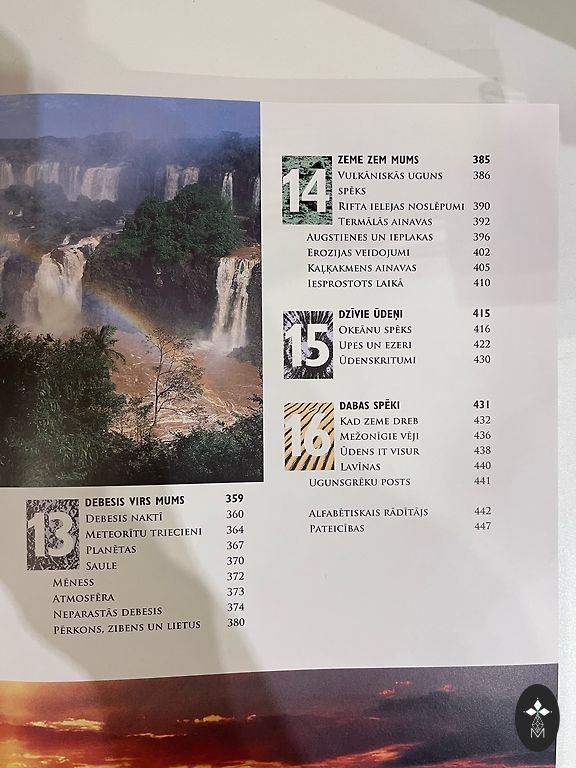 13
DEBESIS VIRS MUMS 359
DEBESIS NAKTĪ 360
METEORĪTU TRIECIENI 364
PLANĒTAS 367
SAULE 370
MĒNESS 372
ATMOSFĒRA 373
NEPARASTĀS DEBESIS 374
PĒRKONS, ZIBENS UN LIETUS 380
14
ZEME ZEM MUMS 385
VULKĀNISKĀS UGUNS 386
SPĒKS
RIFTA IELEJAS NOSLĒPUMI 390
TERMĀLĀS AINAVAS 392
AUGSTIENES UN IEPLAKAS 396
EROZIJAS VEIDOJUMI 402
KAĻĶAKMENS AINAVAS 405
IESPROSTOTS LAIKĀ 410
15
DZĪVIE ŪDEŅI 415
OKEĀNU SPĒKS 416
UPES UN EZERI 422
ŪDENSKRITUMI 430
16
DABAS SPĒKI 431
KAD ZEME DREB 432
MEŽONĪGIE VĒJI 436
ŪDENS IT VISUR 438
LAVĪNAS 440
UGUNSGRĒKU POSTS 441
ALFABĒTISKAIS RĀDĪTĀJS 442
PATEICĪBAS 447
M